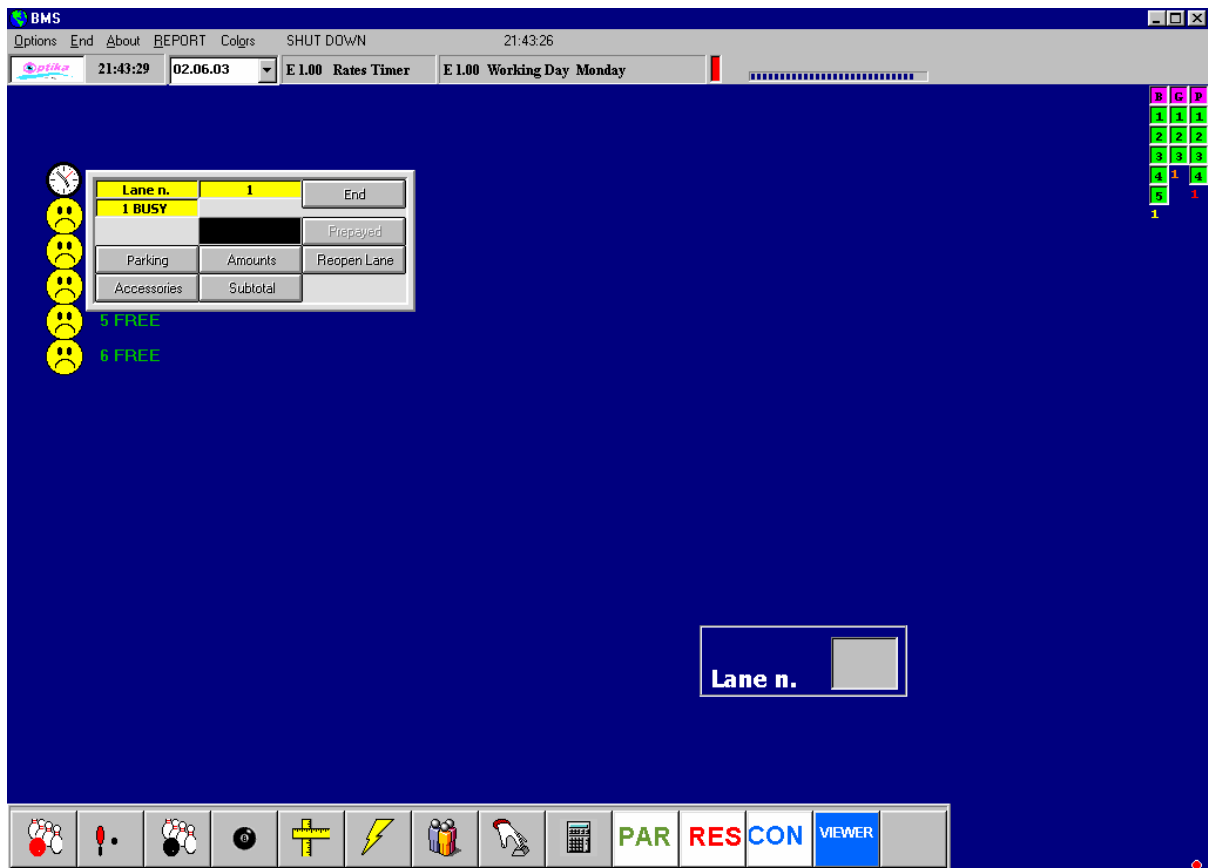 BMS
Options End About REPORT Colors SHUT DOWN 21:43:26
Optika 21:43:29 02.06.03 E 1.00 Rates Timer E 1.00 Working Day Monday
B G P
1 1 1
2 2 2
3 3 3
4 1 4
5 1
1
Lane n. 1 End
1 BUSY
Prepayed
Parking Amounts Reopen Lane
Accessories Subtotal
5 FREE
6 FREE
Lane n.
8 PAR RES CON VIEWER